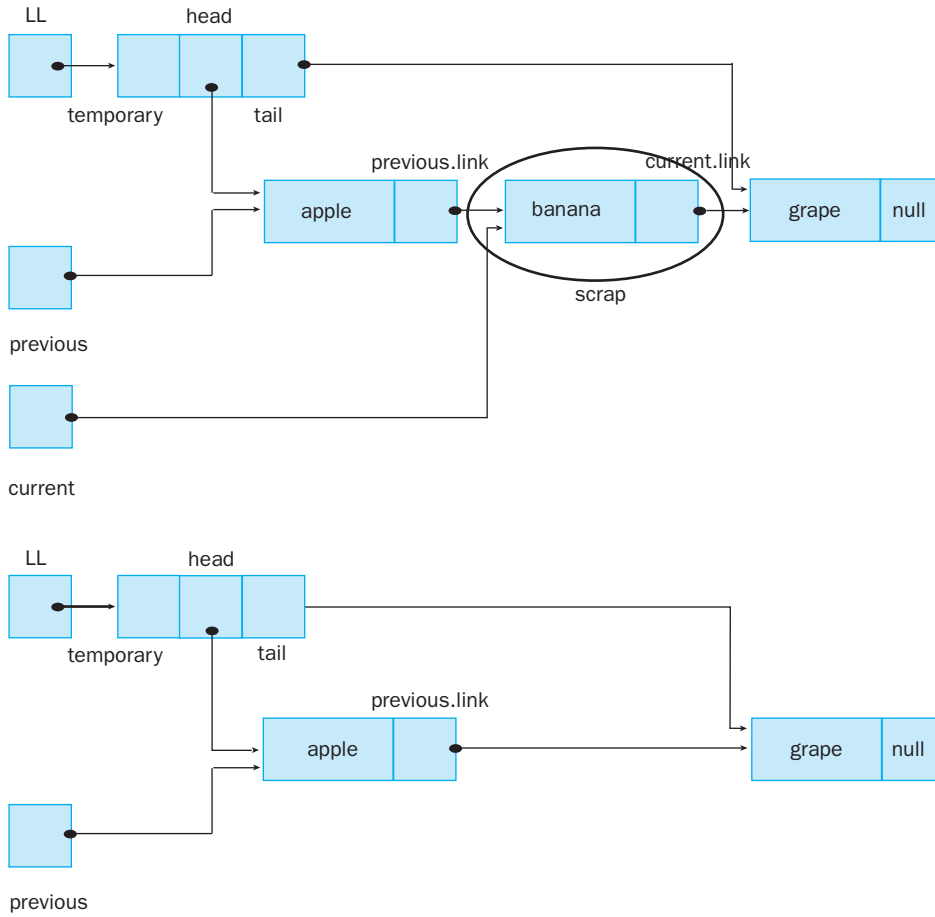 LL head
temporary tail
previous.link current.link
apple banana grape null
scrap
previous
current
LL head
temporary tail
previous.link
apple grape null
previous